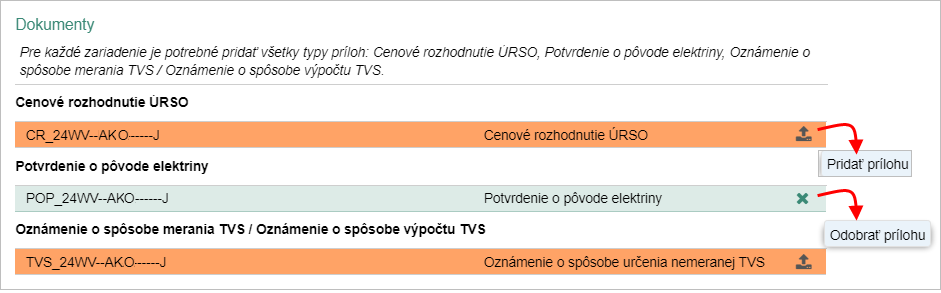 Dokumenty
Pre každé zariadenie je potrebné pridať všetky typy príloh: Cenové rozhodnutie ÚRSO, Potvrdenie o pôvode elektriny, Oznámenie o
spôsobe merania TVS / Oznámenie o spôsobe výpočtu TVS.
Cenové rozhodnutie ÚRSO
CR_24WV--AKO------J Cenové rozhodnutie ÚRSO
Pridať prílohu
Potvrdenie o pôvode elektriny
POP_24WV--AKO------J Potvrdenie o pôvode elektriny
Odobrať prílohu
Oznámenie o spôsobe merania TVS / Oznámenie o spôsobe výpočtu TVS
TVS_24WV--AKO------J Oznámenie o spôsobe určenia nemeranej TVS